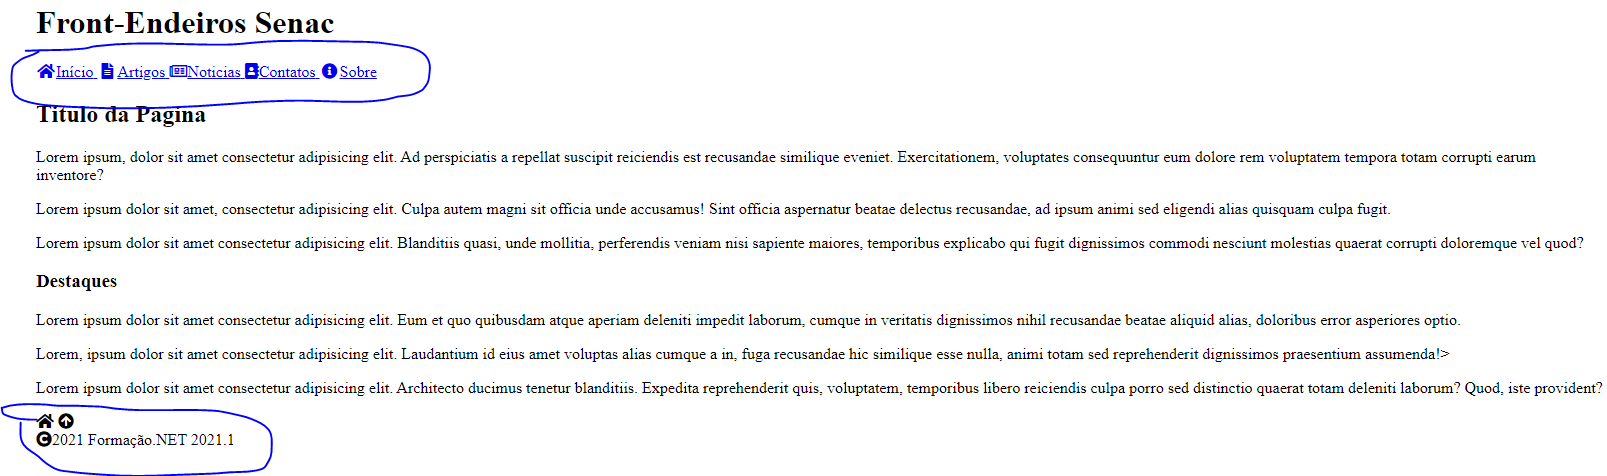 Front-Endeiros Senac
Início Artigos Noticias Contatos Sobre
Titulo da Pagina
Lorem ipsum, dolor sit amet consectetur adipisicing elit. Ad perspiciatis a repellat suscipit reiciendis est recusandae similique eveniet. Exercitationem, voluptates consequuntur eum dolore rem voluptatem tempora totam corrupti earum
inventore?
Lorem ipsum dolor sit amet, consectetur adipisicing elit. Culpa autem magni sit officia unde accusamus! Sint officia aspernatur beatae delectus recusandae, ad ipsum animi sed eligendi alias quisquam culpa fugit.
Lorem ipsum dolor sit amet consectetur adipisicing elit. Blanditiis quasi, unde mollitia, perferendis veniam nisi sapiente maiores, temporibus explicabo qui fugit dignissimos commodi nesciunt molestias quaerat corrupti doloremque vel quod?
Destaques
Lorem ipsum dolor sit amet consectetur adipisicing elit. Eum et quo quibusdam atque aperiam deleniti impedit laborum, cumque in veritatis dignissimos nihil recusandae beatae aliquid alias, doloribus error asperiores optio.
Lorem, ipsum dolor sit amet consectetur adipisicing elit. Laudantium id eius amet voluptas alias cumque a in, fuga recusandae hic similique esse nulla, animi totam sed reprehenderit dignissimos praesentium assumenda!>
Lorem ipsum dolor sit amet consectetur adipisicing elit. Architecto ducimus tenetur blanditiis. Expedita reprehenderit quis, voluptatem, temporibus libero reiciendis culpa porro sed distinctio quaerat totam deleniti laborum? Quod, iste provident?
©2021 Formação.NET 2021.1